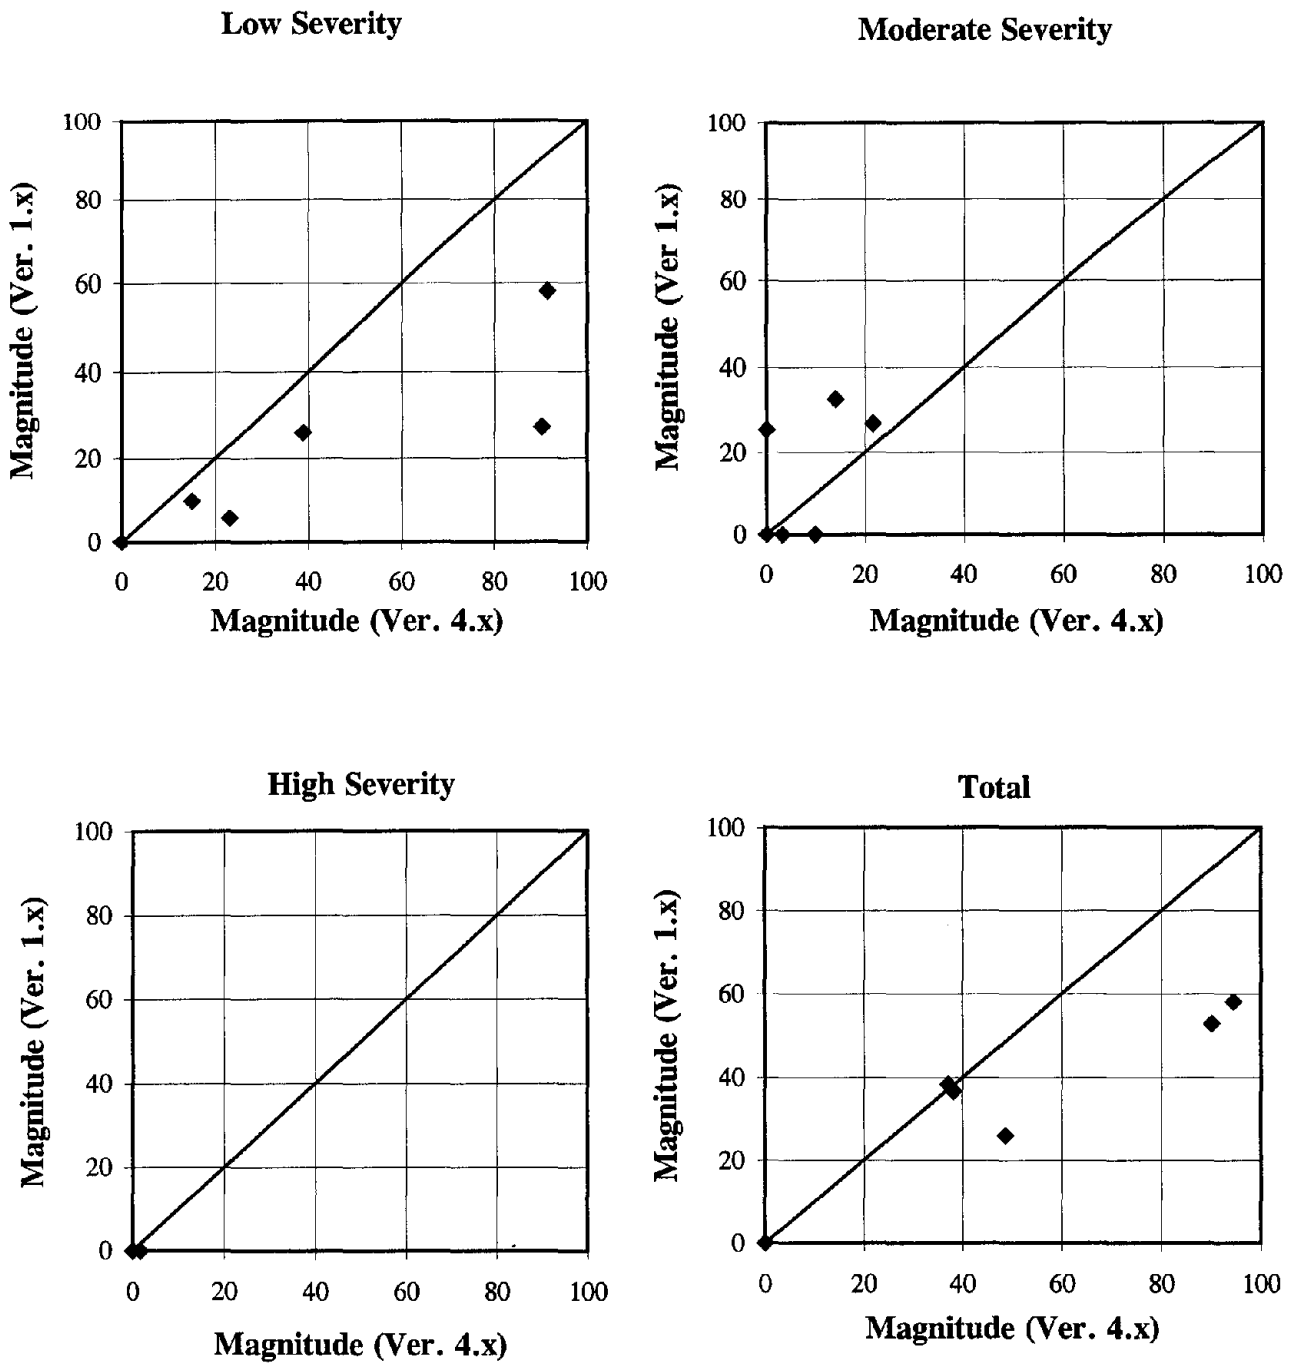 Low Severity
Magnitude (Ver. 1.x)
100
80
60
40
20
0
0 20 40 60 80 100
Magnitude (Ver. 4.x)
Moderate Severity
Magnitude (Ver 1.x)
100
80
60
40
20
0
0 20 40 60 80 100
Magnitude (Ver. 4.x)
High Severity
Magnitude (Ver. 1.x)
100
80
60
40
20
0
0 20 40 60 80 100
Magnitude (Ver. 4.x)
Total
Magnitude (Ver. 1.x)
100
80
60
40
20
0
0 20 40 60 80 100
Magnitude (Ver. 4.x)